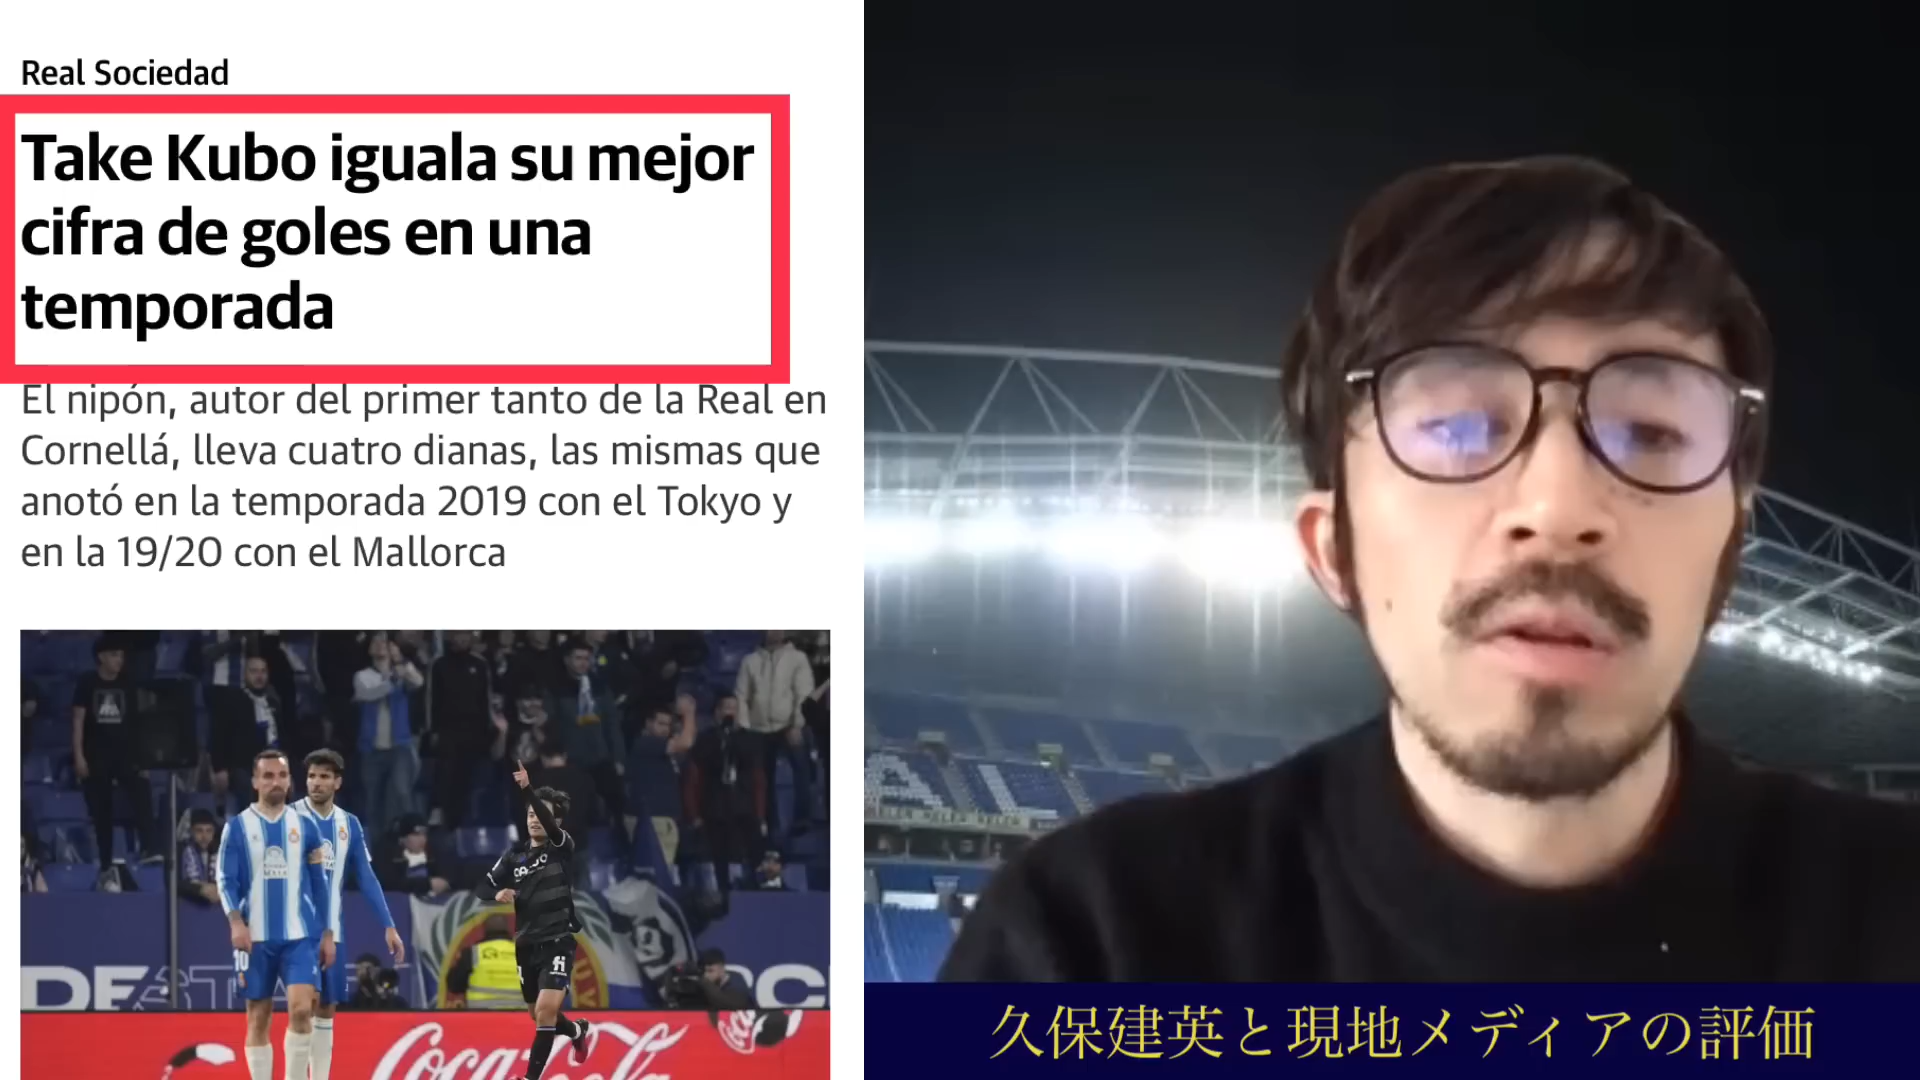 Real Sociedad
Take Kubo iguala su mejor
cifra de goles en una
temporada
El nipón, autor del primer tanto de la Real en
Cornellá, lleva cuatro dianas, las mismas que
anotó en la temporada 2019 con el Tokyo y
en la 19/20 con el Mallorca
10
Coca-Cola
久保建英と現地メディアの評価